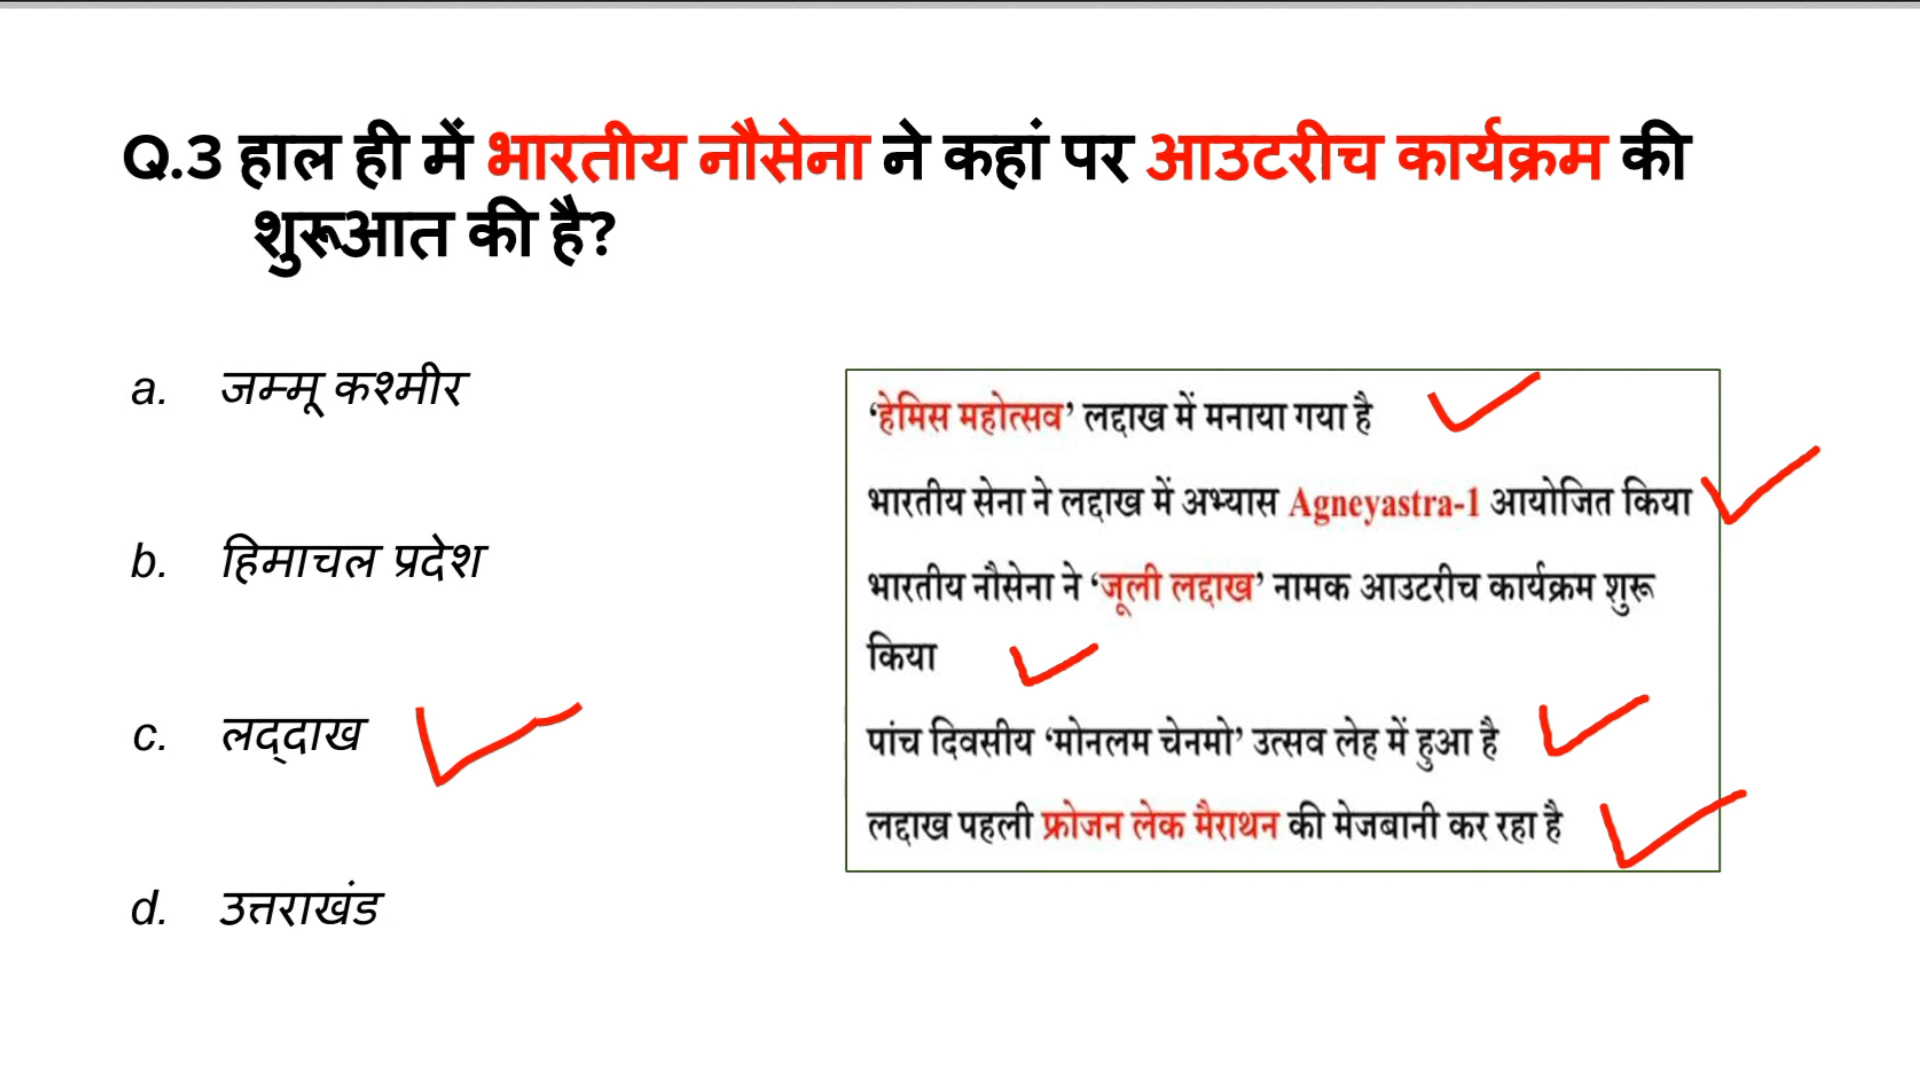 Q.3 हाल ही में भारतीय नौसेना ने कहां पर आउटरीच कार्यक्रम की
शुरूआत की है?
a. जम्मू कश्मीर
b. हिमाचल प्रदेश
c. लद्दाख
d. उत्तराखंड
‘हेमिस महोत्सव’ लद्दाख में मनाया गया है
भारतीय सेना ने लद्दाख में अभ्यास Agneyastra-1 आयोजित किया
भारतीय नौसेना ने ‘जूली लद्दाख’ नामक आउटरीच कार्यक्रम शुरू
किया
पांच दिवसीय ‘मोनलम चेनमो’ उत्सव लेह में हुआ है
लद्दाख पहली फ्रोजन लेक मैराथन की मेजबानी कर रहा है